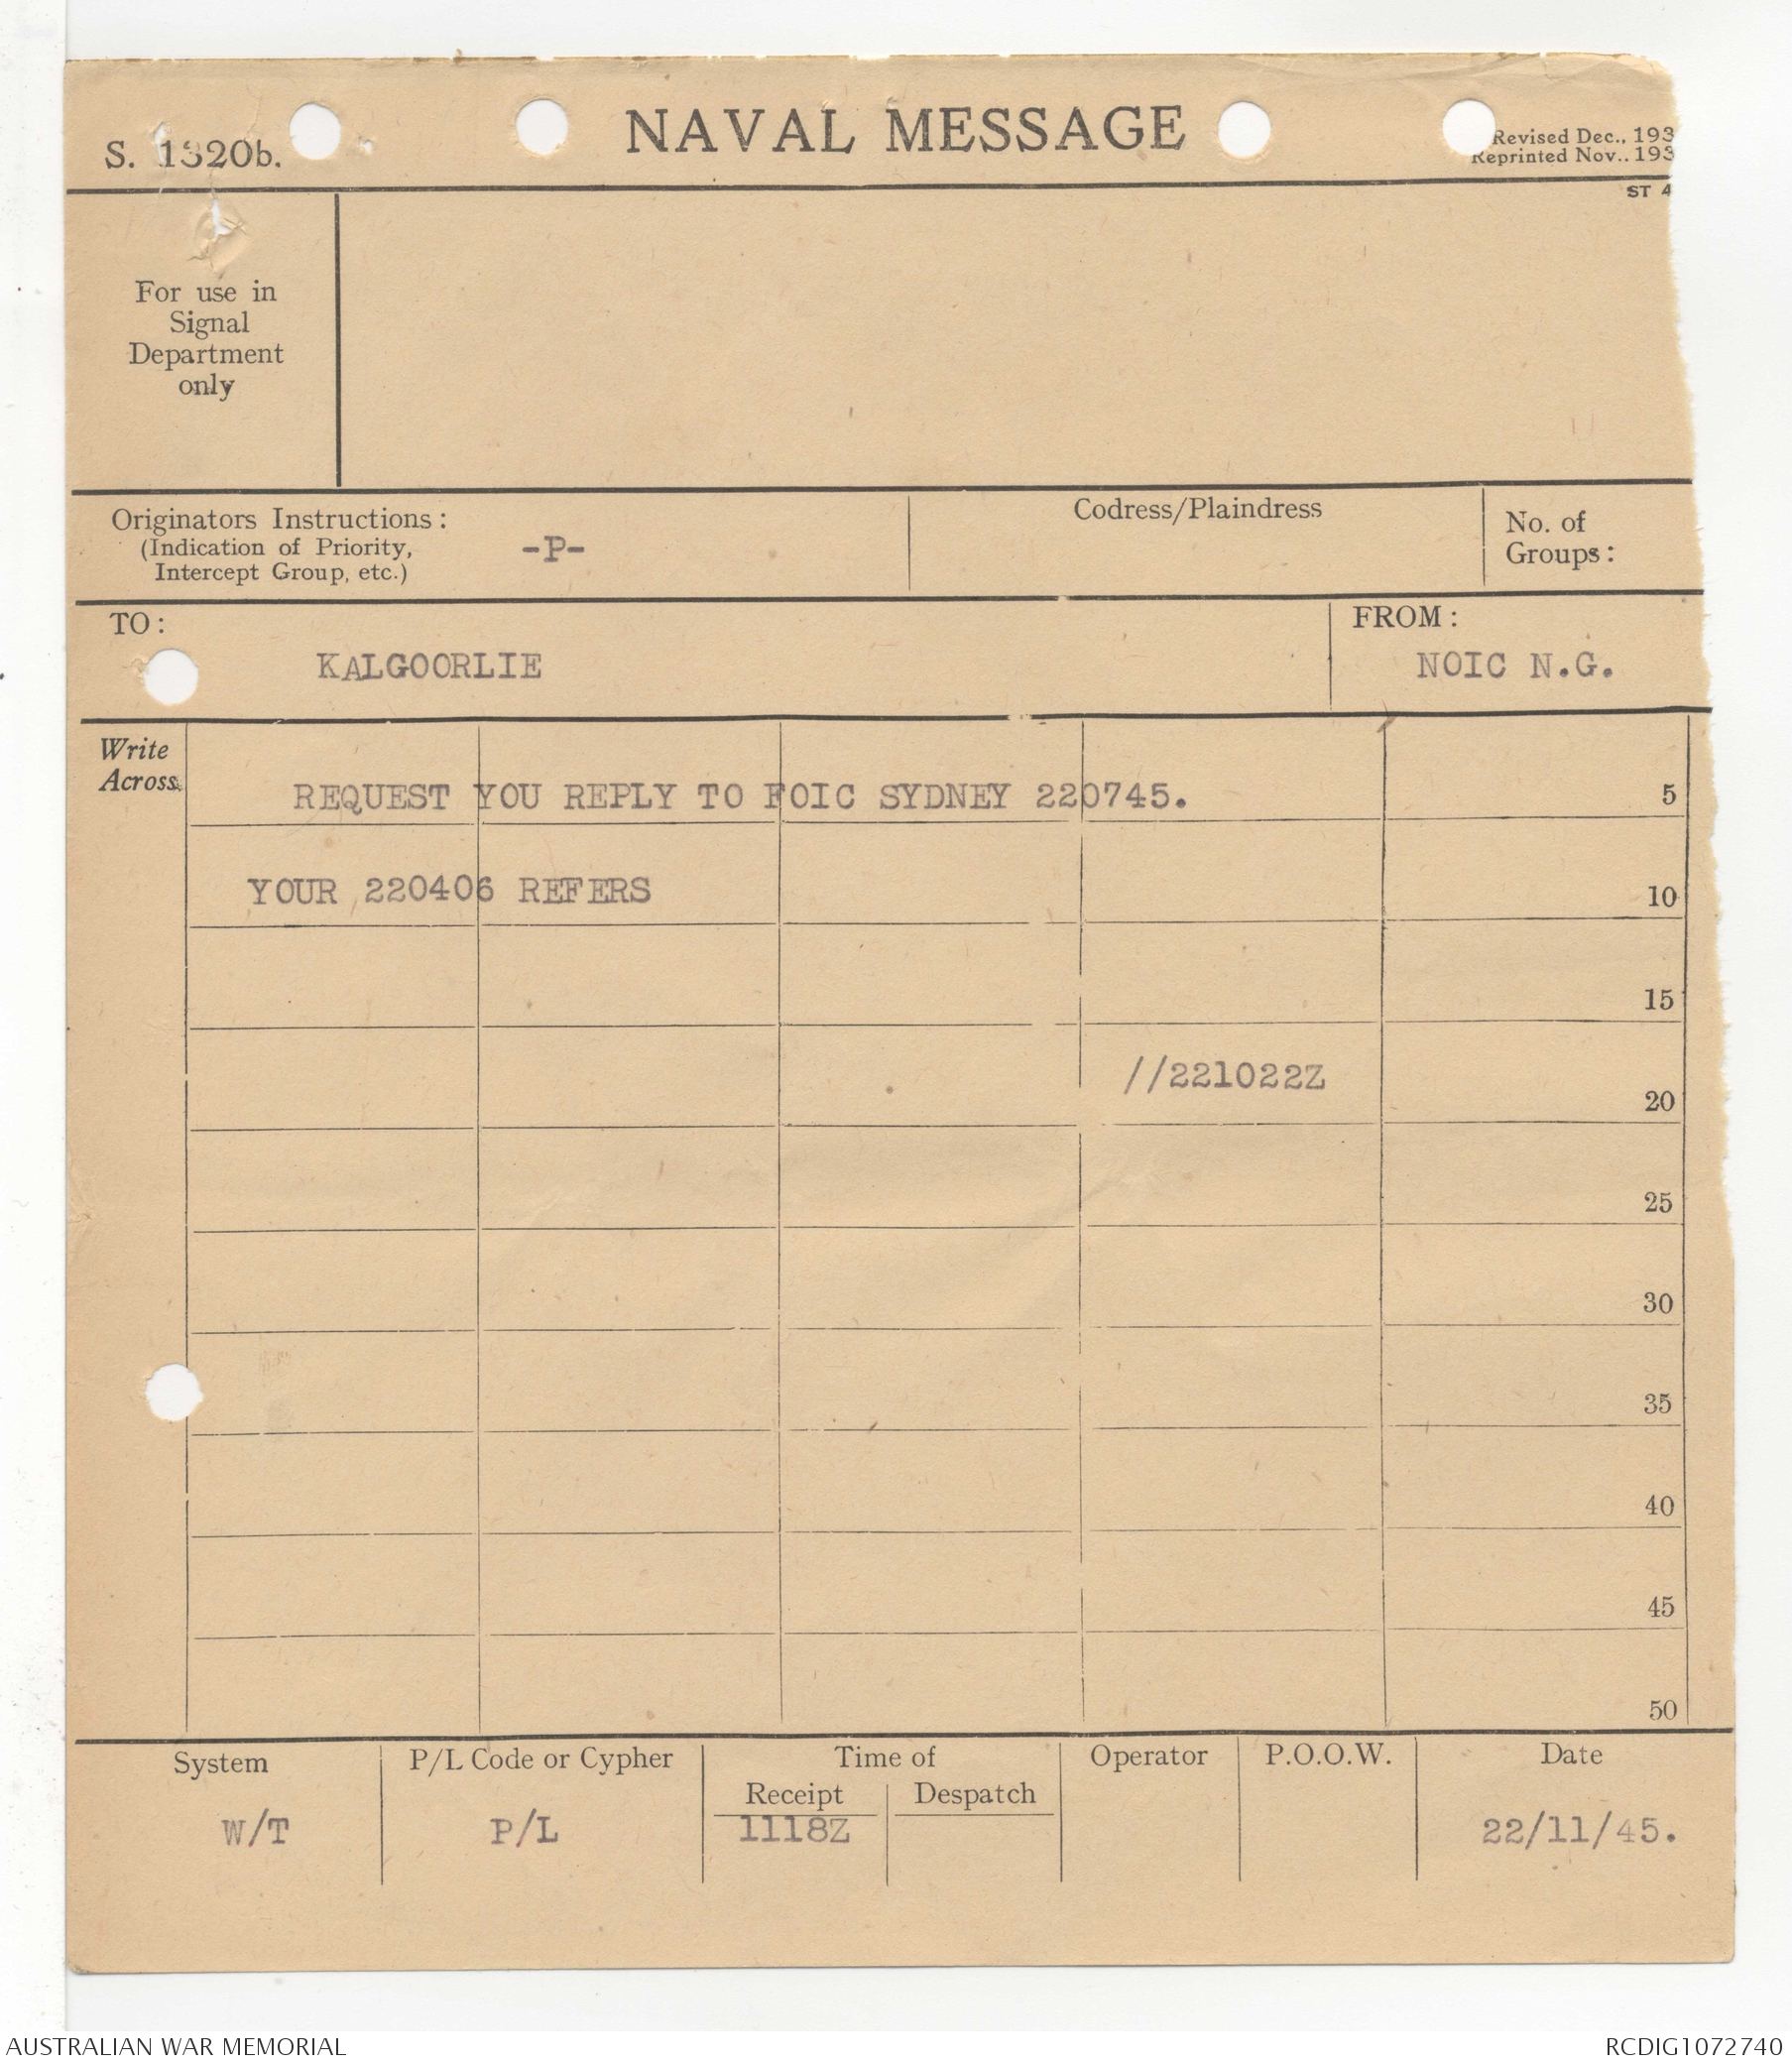 S. 1320b.
NAVAL MESSAGE
Revised Dec., 193
Reprinted Nov.. 193
ST 4
For use in
Signal
Department
only
Originators Instructions:
(Indication of Priority,
Intercept Group, etc.)
-P-
Codress/Plaindress
No. of
Groups:
TO:
KALGOORLIE
FROM:
NOIC N.G.
Write
Across
REQUEST YOU REPLY TO FOIC SYDNEY 220745.
5
YOUR 220406 REFERS
10
15
//221022Z
20
25
30
35
40
45
50
System
P/L Code or Cypher
Time of
Receipt
Despatch
Operator
P.O.O.W.
Date
W/T
P/L
1118Z
22/11/45.
AUSTRALIAN WAR MEMORIAL
RCDIG1072740